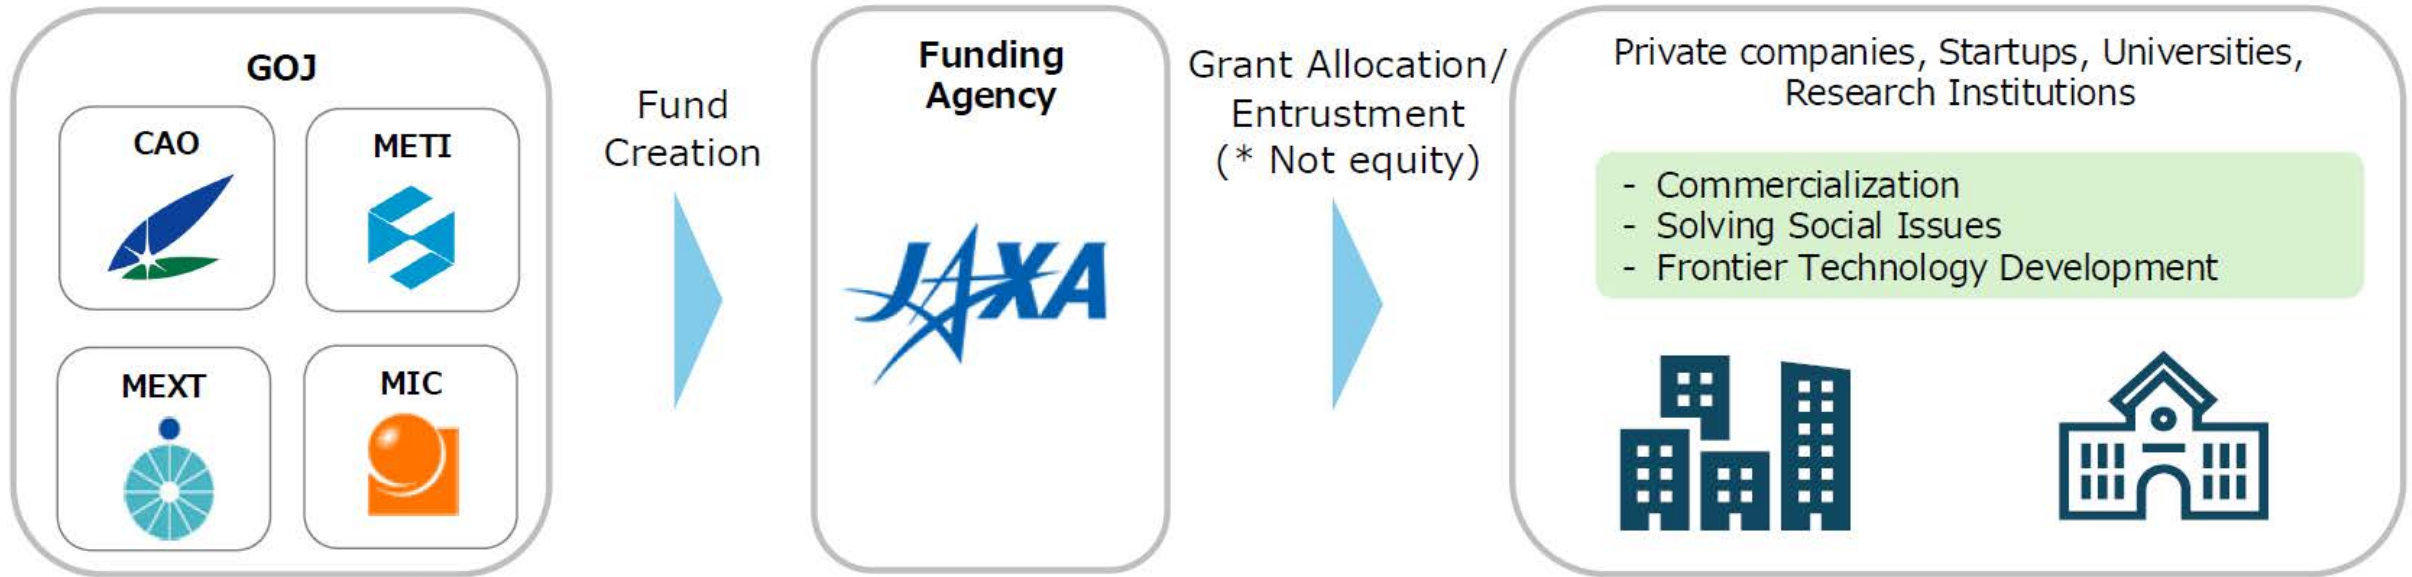 GOJ
CAO
METI
MEXT
MIC
Fund
Creation
Funding
Agency
JAXA
Grant Allocation/
Entrustment
(* Not equity)
Private companies, Startups, Universities,
Research Institutions
- Commercialization
- Solving Social Issues
- Frontier Technology Development